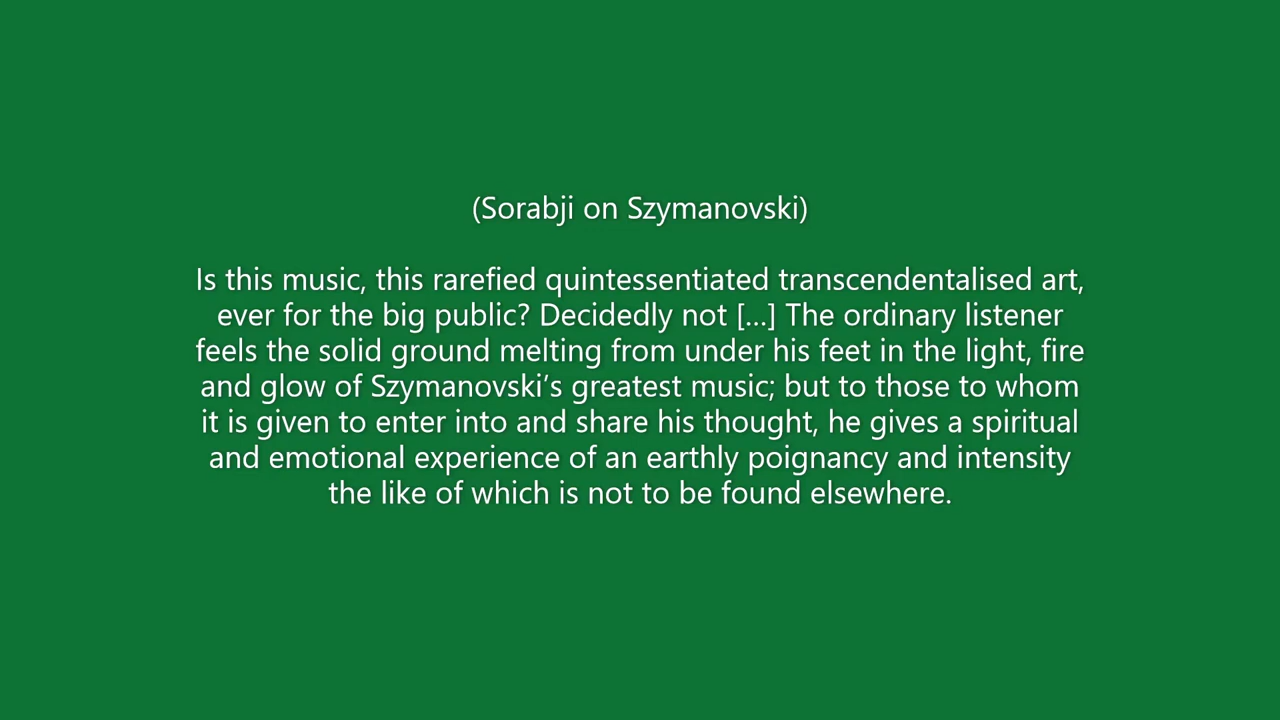 (Sorabji on Szymanovski)
Is this music, this rarefied quintessentiated transcendentalised art,
ever for the big public? Decidedly not [...] The ordinary listener
feels the solid ground melting from under his feet in the light, fire
and glow of Szymanovski’s greatest music; but to those to whom
it is given to enter into and share his thought, he gives a spiritual
and emotional experience of an earthly poignancy and intensity
the like of which is not to be found elsewhere.